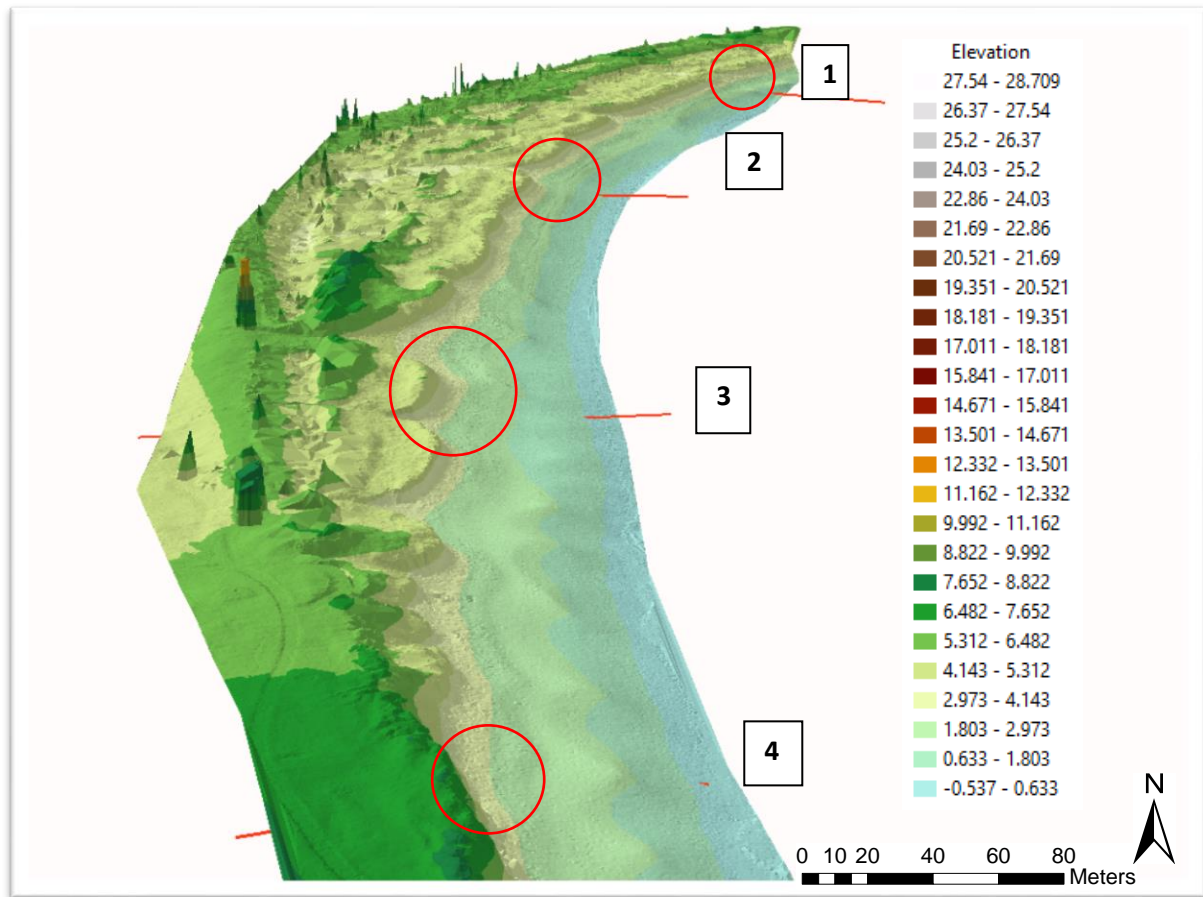 1
2
3
4
Elevation
27.54 - 28.709
26.37 - 27.54
25.2 - 26.37
24.03 - 25.2
22.86 - 24.03
21.69 - 22.86
20.521 - 21.69
19.351 - 20.521
18.181 - 19.351
17.011 - 18.181
15.841 - 17.011
14.671 - 15.841
13.501 - 14.671
12.332 - 13.501
11.162 - 12.332
9.992 - 11.162
8.822 - 9.992
7.652 - 8.822
6.482 - 7.652
5.312 - 6.482
4.143 - 5.312
2.973 - 4.143
1.803 - 2.973
0.633 - 1.803
-0.537 - 0.633
N
0 10 20 40 60 80
Meters